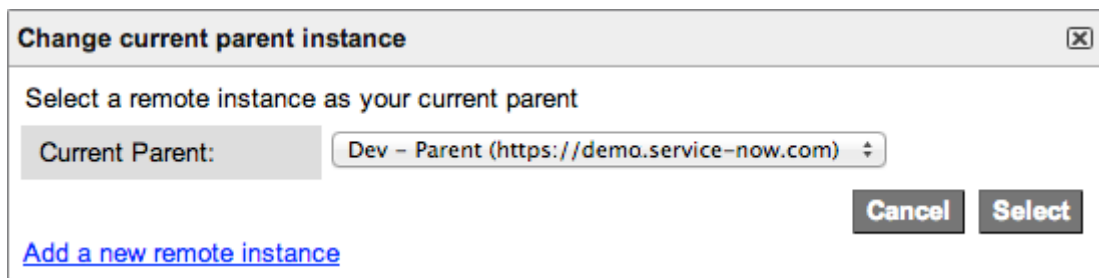 Change current parent instance
Select a remote instance as your current parent
Current Parent: Dev – Parent (https://demo.service-now.com)
Cancel Select
Add a new remote instance